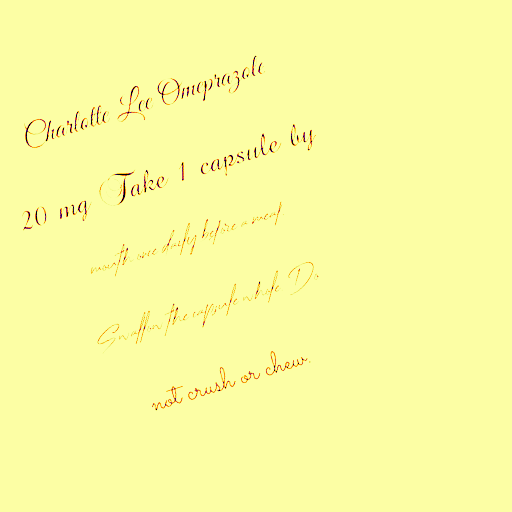 Charlotte Lee Omeprazole
20 mg Take 1 capsule by
mouth one daily before a meal
Swallow the capsule whole Do
not crush or chew.